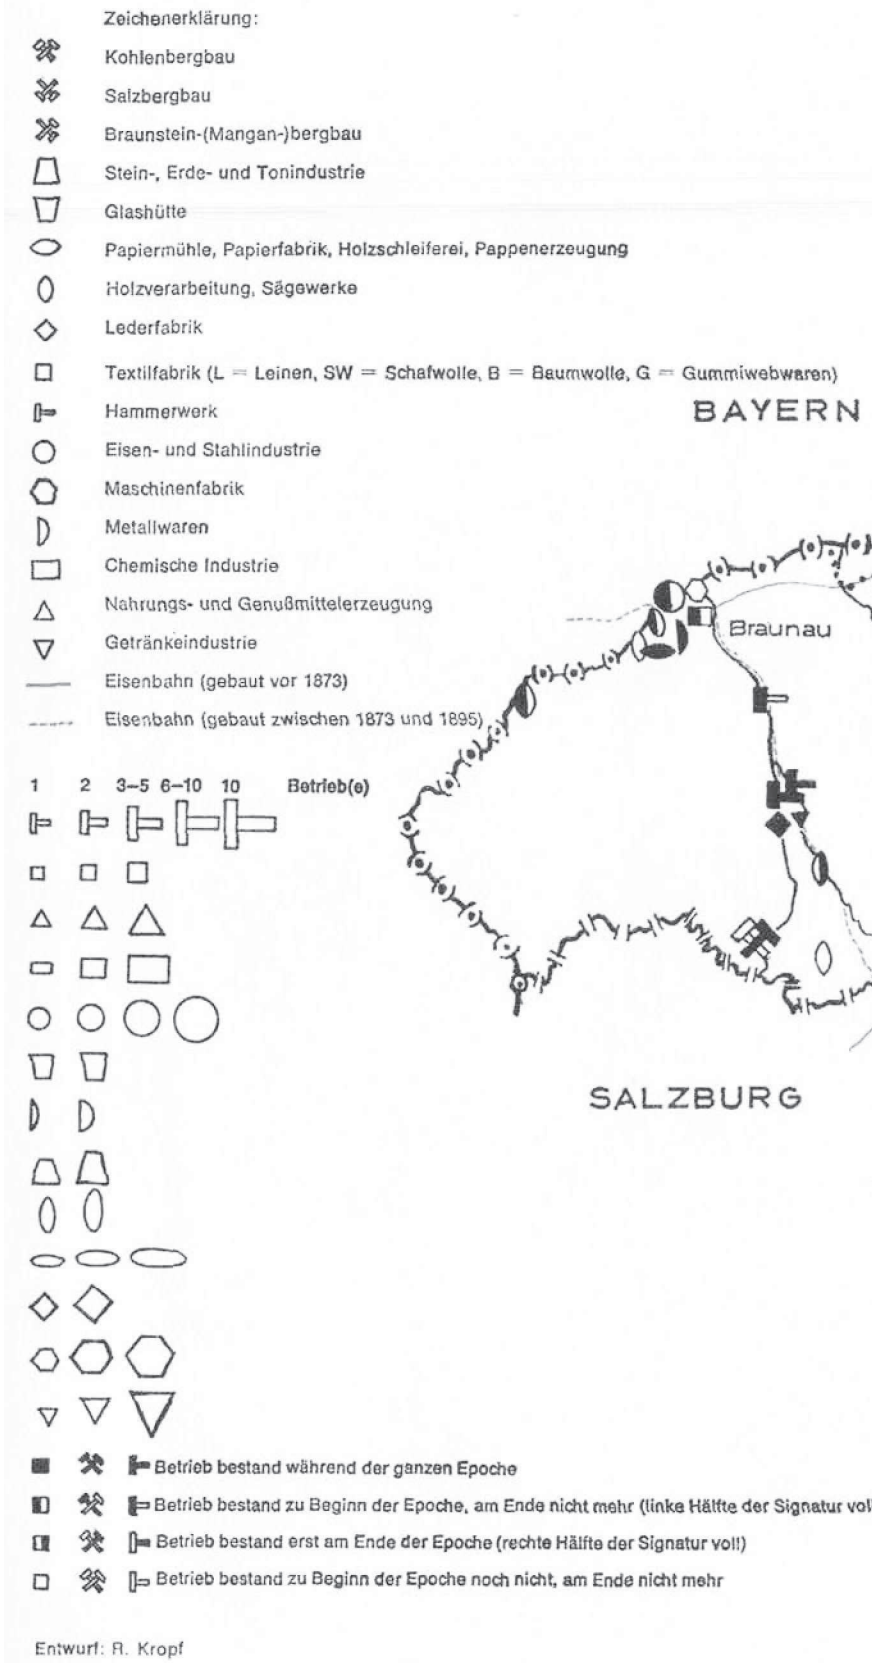 Zeichenerklärung:
Kohlenbergbau
Salzbergbau
Braunstein-(Mangan-)bergbau
Stein-, Erde- und Tonindustrie
Glashütte
Papiermühle, Papierfabrik, Holzschleiferei, Pappenerzeugung
Holzverarbeitung, Sägewerke
Lederfabrik
Textilfabrik (L = Leinen, SW = Schafwolle, B = Baumwolle, G = Gummiwebwaren)
BAYERN
Hammerwerk
Eisen- und Stahlindustrie
Maschinenfabrik
Metallwaren
Chemische Industrie
Nahrungs- und Genußmittelerzeugung
Braunau
Getränkeindustrie
Eisenbahn (gebaut vor 1873)
Eisenbahn (gebaut zwischen 1873 und 1895)
1 2 3–5 6–10 10 Betrieb(e)
SALZBURG
Betrieb bestand während der ganzen Epoche
Betrieb bestand zu Beginn der Epoche, am Ende nicht mehr (linke Hälfte der Signatur vol
Betrieb bestand erst am Ende der Epoche (rechte Hälfte der Signatur voll)
Betrieb bestand zu Beginn der Epoche noch nicht, am Ende nicht mehr
Entwurf: R. Kropf